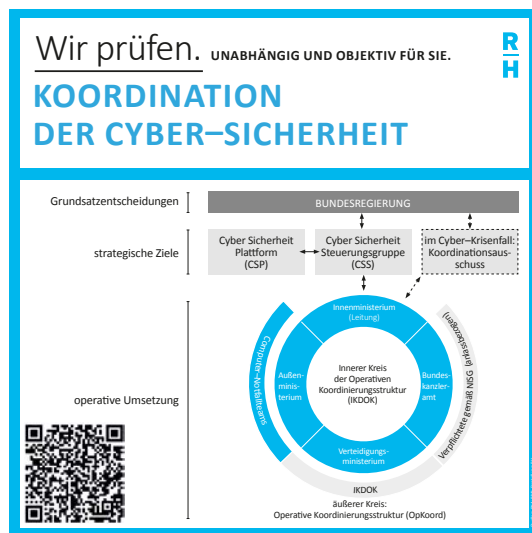 Wir prüfen. UNABHÄNGIG UND OBJEKTIV FÜR SIE.
R
H
KOORDINATION
DER CYBER–SICHERHEIT
Grundsatzentscheidungen
BUNDESREGIERUNG
strategische Ziele
Cyber Sicherheit
Plattform
(CSP)
Cyber Sicherheit
Steuerungsgruppe
(CSS)
im Cyber–Krisenfall:
Koordinationsaus-
schuss
operative Umsetzung
Innenministerium
(Leitung)
Computer–Notfallteams
Außen-
minis-
terium
Innerer Kreis
der Operativen
Koordinierungsstruktur
(IKDOK)
Bundes-
kanzler-
amt
Verpflichtete gemäß NISG (anlassbezogen)
Verteidigungs-
ministerium
IKDOK
äußerer Kreis:
Operative Koordinierungsstruktur (OpKoord)